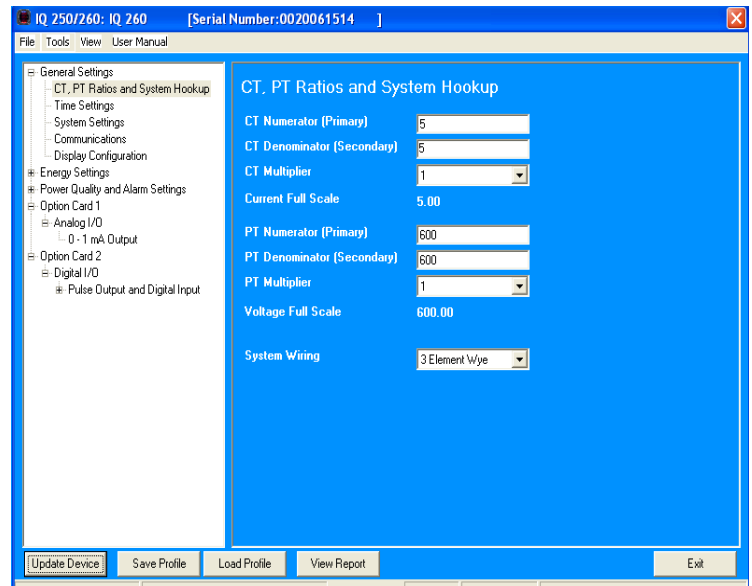 IQ 250/260: IQ 260 [Serial Number:0020061514 ]
File Tools View User Manual
General Settings
CT, PT Ratios and System Hookup
Time Settings
System Settings
Communications
Display Configuration
Energy Settings
Power Quality and Alarm Settings
Option Card 1
Analog I/O
0 - 1 mA Output
Option Card 2
Digital I/O
Pulse Output and Digital Input
CT, PT Ratios and System Hookup
CT Numerator (Primary) 5
CT Denominator (Secondary) 5
CT Multiplier 1
Current Full Scale 5.00
PT Numerator (Primary) 600
PT Denominator (Secondary) 600
PT Multiplier 1
Voltage Full Scale 600.00
System Wiring 3 Element Wye
Update Device Save Profile Load Profile View Report Exit